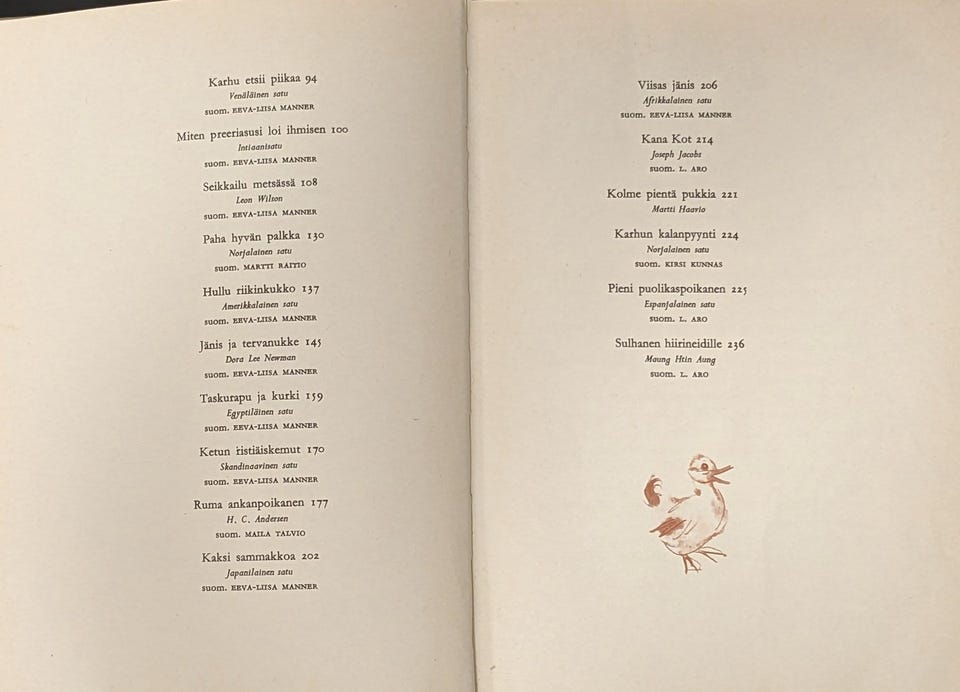 Karhu etsii piikaa 94
Venäläinen satu
suom. EEVA-LIISA MANNER
Miten preeriasusi loi ihmisen 100
Intiaanisatu
suom. EEVA-LIISA MANNER
Seikkailu metsässä 108
Leon Wilson
suom. EEVA-LIISA MANNER
Paha hyvän palkka 130
Norjalainen satu
suom. MARTTI RAITIO
Hullu riikinkukko 137
Amerikkalainen satu
suom. EEVA-LIISA MANNER
Jänis ja tervanukke 145
Dora Lee Newman
suom. EEVA-LIISA MANNER
Taskurapu ja kurki 159
Egyptiläinen satu
suom. EEVA-LIISA MANNER
Ketun ristiäiskemut 170
Skandinaavinen satu
suom. EEVA-LIISA MANNER
Ruma ankanpoikanen 177
H. C. Andersen
suom. MAILA TALVIO
Kaksi sammakkoa 202
Japanilainen satu
suom. EEVA-LIISA MANNER
Viisas jänis 206
Afrikkalainen satu
suom. EEVA-LIISA MANNER
Kana Kot 214
Joseph Jacobs
suom. L. ARO
Kolme pientä pukkia 221
Martti Haavio
Karhun kalanpyynti 224
Norjalainen satu
suom. KIRSI KUNNAS
Pieni puolikaspoikanen 225
Espanjalainen satu
suom. L. ARO
Sulhanen hiirineidille 236
Maung Htin Aung
suom. L. ARO